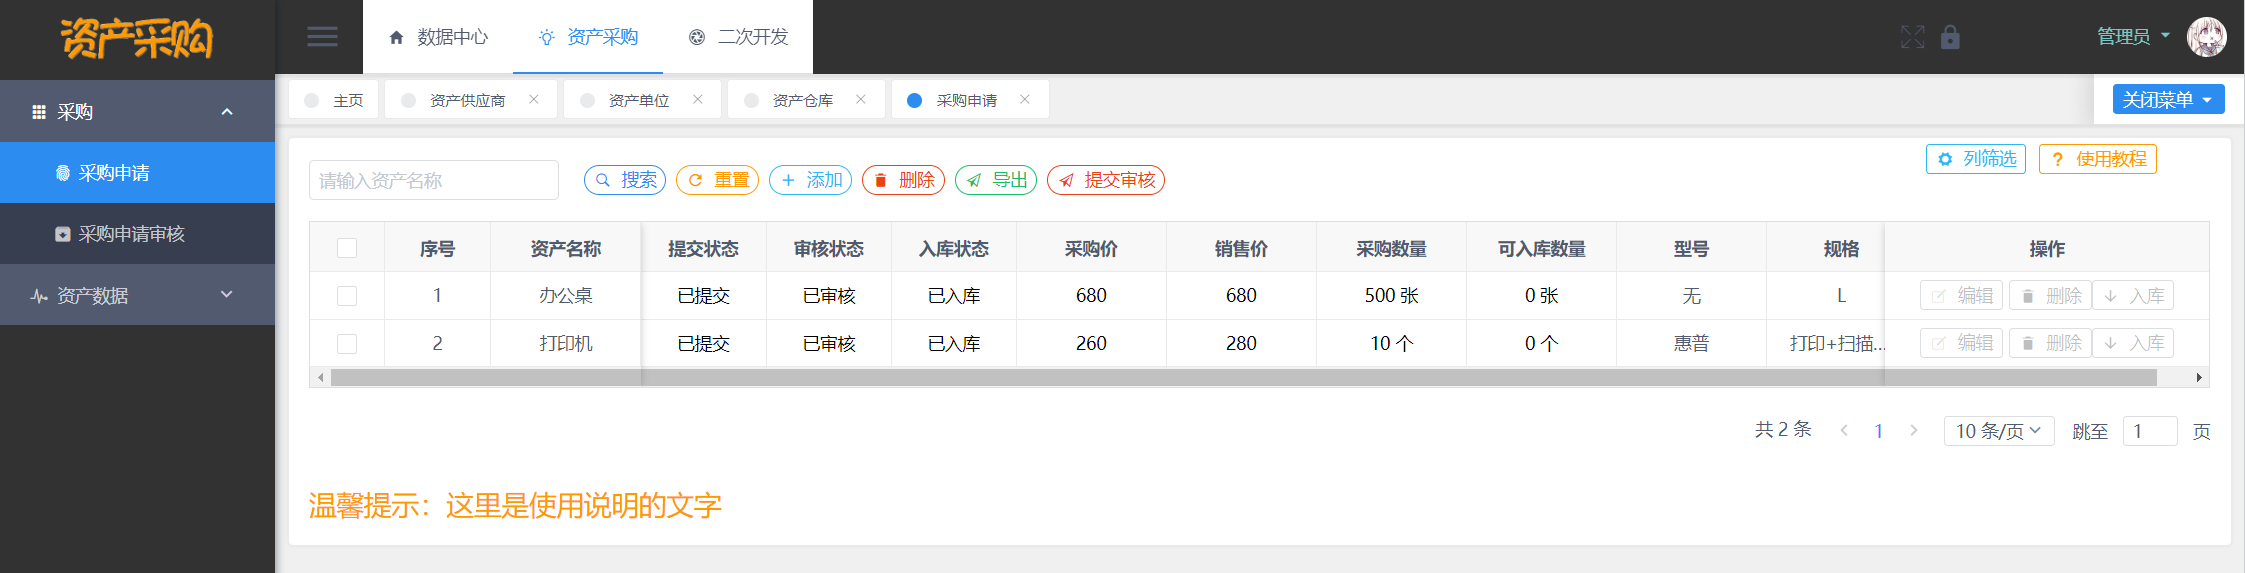 资产采购
数据中心 资产采购 二次开发 管理员
主页 资产供应商 资产单位 资产仓库 采购申请 关闭菜单
采购
采购申请
采购申请审核
资产数据
列筛选 使用教程
请输入资产名称 搜索 重置 添加 删除 导出 提交审核
序号 资产名称 提交状态 审核状态 入库状态 采购价 销售价 采购数量 可入库数量 型号 规格 操作
1 办公桌 已提交 已审核 已入库 680 680 500 张 0 张 无 L 编辑 删除 入库
2 打印机 已提交 已审核 已入库 260 280 10 个 0 个 惠普 打印+扫描... 编辑 删除 入库
共 2 条 1 10 条/页 跳至 1 页
温馨提示：这里是使用说明的文字